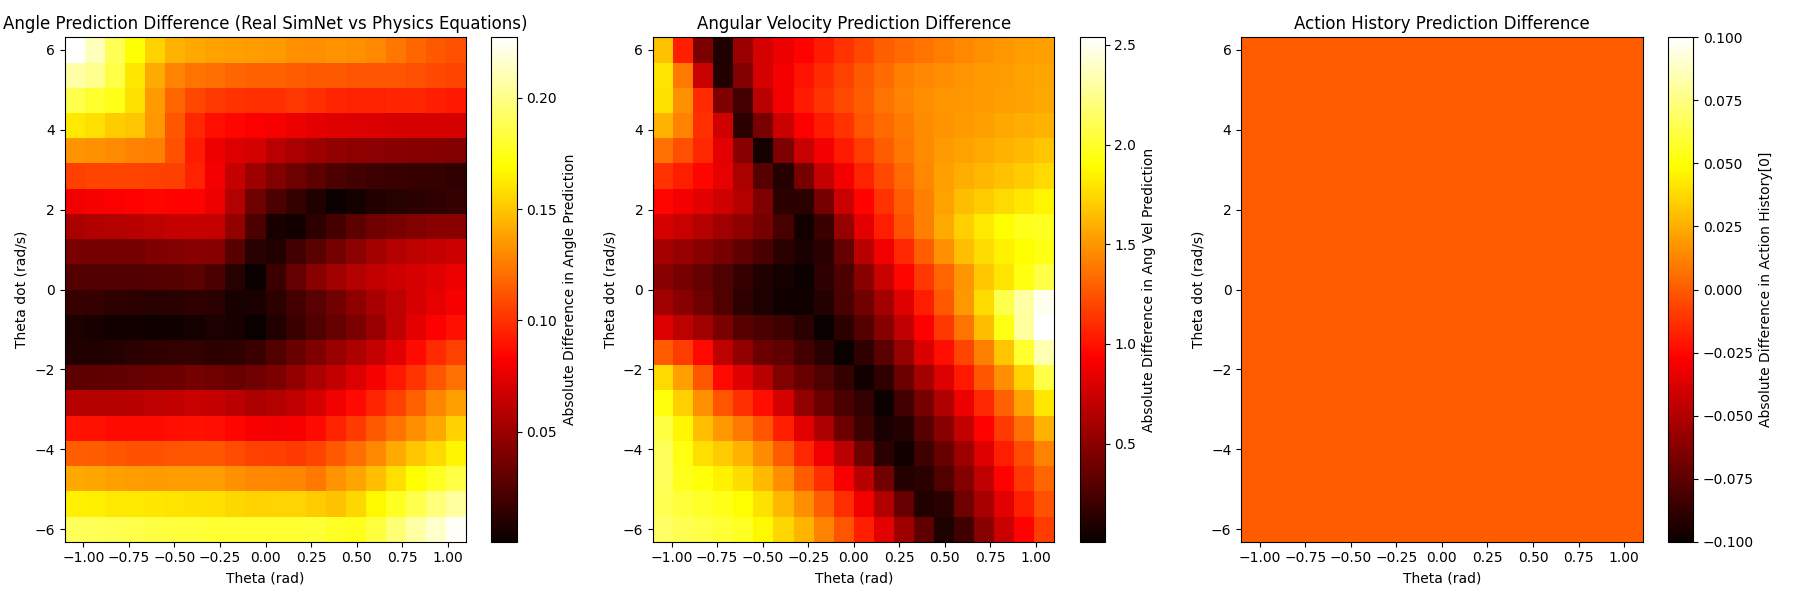 Angle Prediction Difference (Real SimNet vs Physics Equations)
6
4
2
0
−2
−4
−6
Theta dot (rad/s)
−1.00 −0.75 −0.50 −0.25 0.00 0.25 0.50 0.75 1.00
Theta (rad)
0.20
0.15
0.10
0.05
Absolute Difference in Angle Prediction
Angular Velocity Prediction Difference
6
4
2
0
−2
−4
−6
Theta dot (rad/s)
−1.00 −0.75 −0.50 −0.25 0.00 0.25 0.50 0.75 1.00
Theta (rad)
2.5
2.0
1.5
1.0
0.5
Absolute Difference in Ang Vel Prediction
Action History Prediction Difference
6
4
2
0
−2
−4
−6
Theta dot (rad/s)
−1.00 −0.75 −0.50 −0.25 0.00 0.25 0.50 0.75 1.00
Theta (rad)
0.100
0.075
0.050
0.025
0.000
−0.025
−0.050
−0.075
−0.100
Absolute Difference in Action History[0]